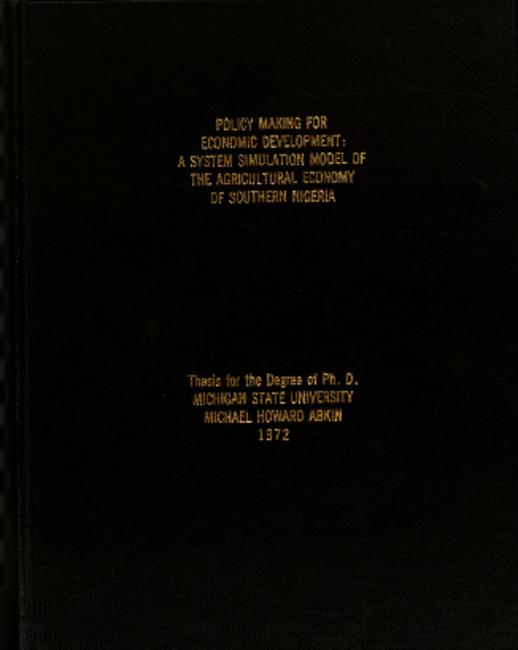 POLICY MAKING FOR
ECONOMIC DEVELOPMENT:
A SYSTEM SIMULATION MODEL OF
THE AGRICULTURAL ECONOMY
OF SOUTHERN NIGERIA
Thesis for the Degree of Ph. D.
MICHIGAN STATE UNIVERSITY
MICHAEL HOWARD ABKIN
1972